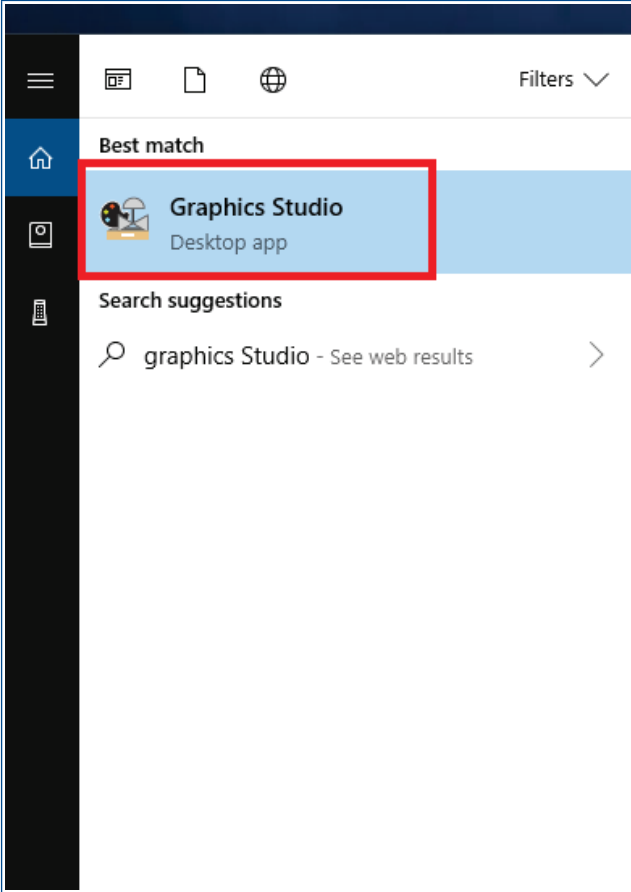 Filters
Best match
Graphics Studio
Desktop app
Search suggestions
graphics Studio - See web results